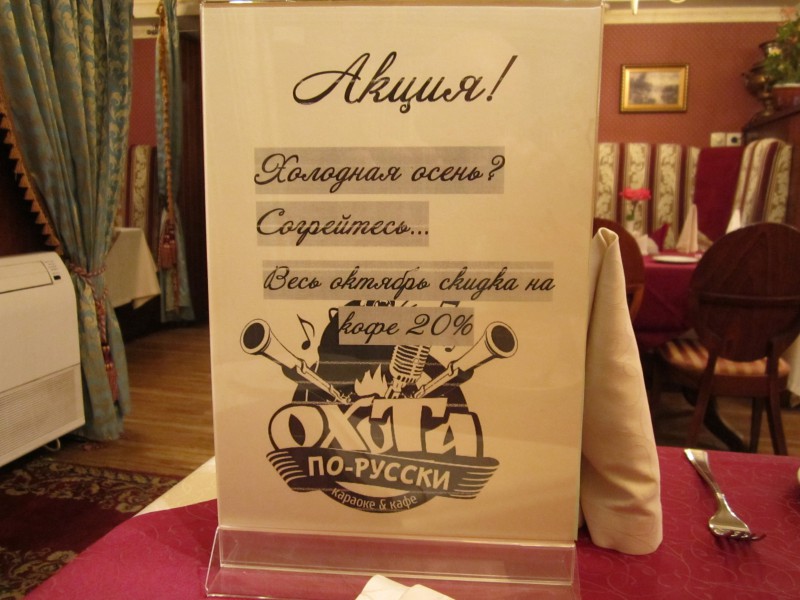 Акция!
Холодная осень?
Согрейтесь...
Весь октябрь скидка на
кофе 20%
ОХОТА
ПО-РУССКИ
караоке & кафе